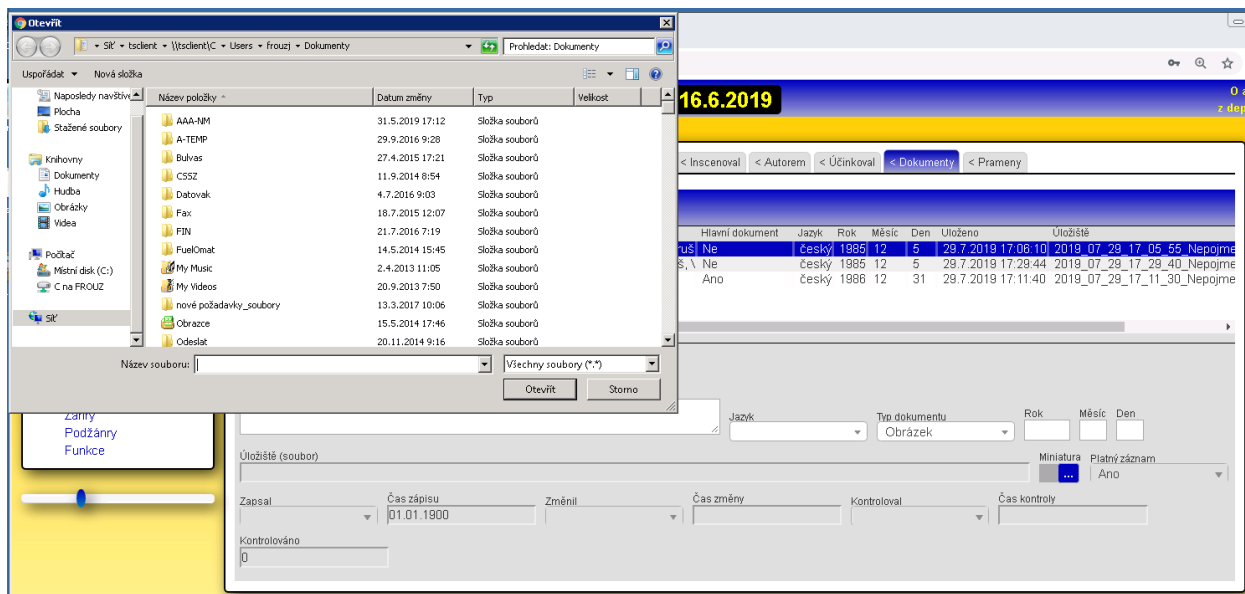 Otevřít
Síť tsclient \\tsclient\C Users frouzj Dokumenty
Prohledat: Dokumenty
Uspořádat Nová složka
Naposledy navštíve
Plocha
Stažené soubory
Knihovny
Dokumenty
Hudba
Obrázky
Videa
Počítač
Místní disk (C:)
C na FROUZ
Síť
Název položky Datum změny Typ Velikost
AAA-NM 31.5.2019 17:12 Složka souborů
A-TEMP 29.9.2016 9:28 Složka souborů
Bulvas 27.4.2015 17:21 Složka souborů
CSSZ 11.9.2014 8:54 Složka souborů
Datovak 4.7.2016 9:03 Složka souborů
Fax 18.7.2015 12:07 Složka souborů
FIN 21.7.2016 7:19 Složka souborů
FuelOmat 14.5.2014 15:45 Složka souborů
My Music 2.4.2013 11:05 Složka souborů
My Videos 20.9.2013 7:50 Složka souborů
nové požadavky_soubory 13.3.2017 10:06 Složka souborů
Obrazce 15.5.2014 17:46 Složka souborů
Odeslat 20.11.2014 9:16 Složka souborů
Název souboru: Všechny soubory (*.*)
Otevřít Storno
16.6.2019
O a
z dep
< Inscenoval < Autorem < Účinkoval < Dokumenty < Prameny
Hlavní dokument Jazyk Rok Měsíc Den Uloženo Úložiště
ruš Ne český 1985 12 5 29.7.2019 17:06:10 2019_07_29_17_05_55_Nepojme
š, \ Ne český 1985 12 5 29.7.2019 17:29:44 2019_07_29_17_29_40_Nepojme
Ano český 1986 12 31 29.7.2019 17:11:40 2019_07_29_17_11_30_Nepojme
Žánry
Podžánry
Funkce
Jazyk Typ dokumentu Rok Měsíc Den
Obrázek
Úložiště (soubor) Miniatura Platný záznam
... Ano
Zapsal Čas zápisu Změnil Čas změny Kontroloval Čas kontroly
01.01.1900
Kontrolováno
0